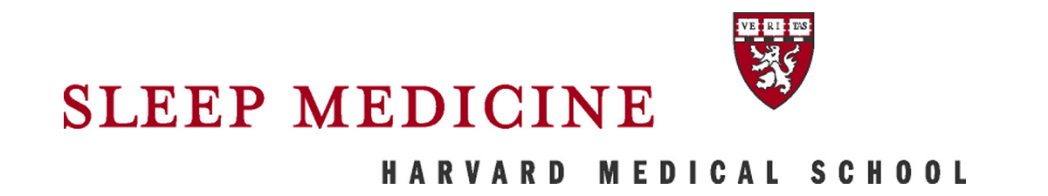 VE RI TAS
SLEEP MEDICINE
HARVARD MEDICAL SCHOOL